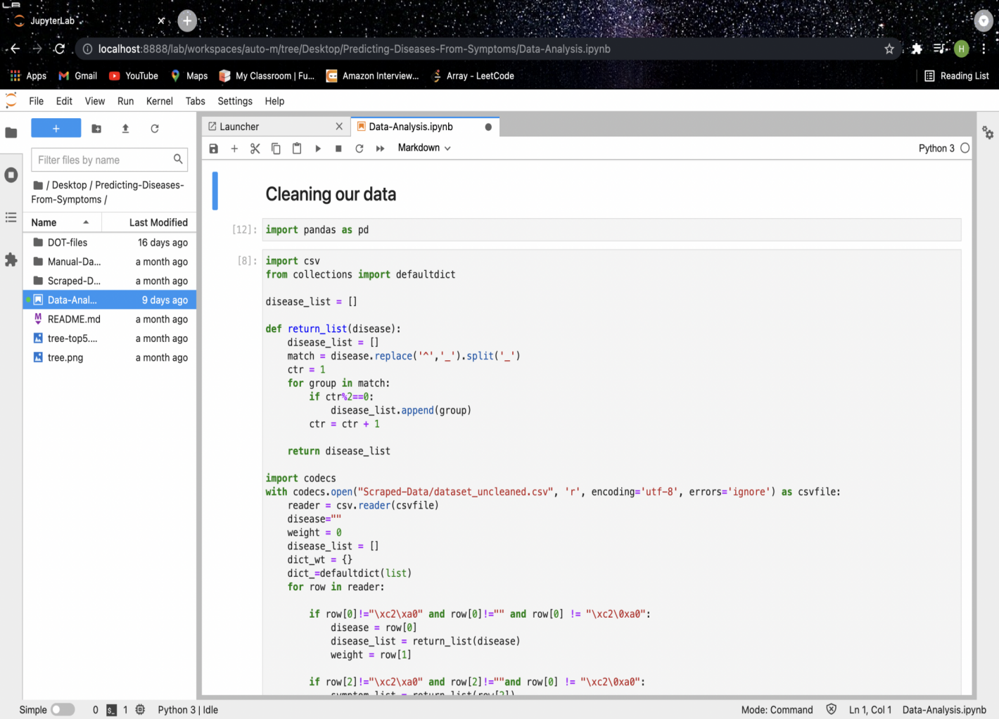 JupyterLab
localhost:8888/lab/workspaces/auto-m/tree/Desktop/Predicting-Diseases-From-Symptoms/Data-Analysis.ipynb
H
Apps Gmail YouTube Maps My Classroom | Fu... Amazon Interview... Array - LeetCode Reading List
File Edit View Run Kernel Tabs Settings Help
Launcher Data-Analysis.ipynb
Markdown Python 3
Filter files by name
/ Desktop / Predicting-Diseases-
From-Symptoms /
Name Last Modified
DOT-files 16 days ago
Manual-Da... a month ago
Scraped-D... a month ago
Data-Anal... 9 days ago
README.md a month ago
tree-top5.... a month ago
tree.png a month ago
Cleaning our data
[12]: import pandas as pd
[8]: import csv
from collections import defaultdict
disease_list = []
def return_list(disease):
disease_list = []
match = disease.replace('^','_').split('_')
ctr = 1
for group in match:
if ctr%2==0:
disease_list.append(group)
ctr = ctr + 1
return disease_list
import codecs
with codecs.open("Scraped-Data/dataset_uncleaned.csv", 'r', encoding='utf-8', errors='ignore') as csvfile:
reader = csv.reader(csvfile)
disease=""
weight = 0
disease_list = []
dict_wt = {}
dict_=defaultdict(list)
for row in reader:
if row[0]!="\xc2\xa0" and row[0]!="" and row[0] != "\xc2\0xa0":
disease = row[0]
disease_list = return_list(disease)
weight = row[1]
if row[2]!="\xc2\xa0" and row[2]!=""and row[0] != "\xc2\0xa0":
symptom_list = return_list(row[2])
Simple 0 1 Python 3 | Idle Mode: Command Ln 1, Col 1 Data-Analysis.ipynb